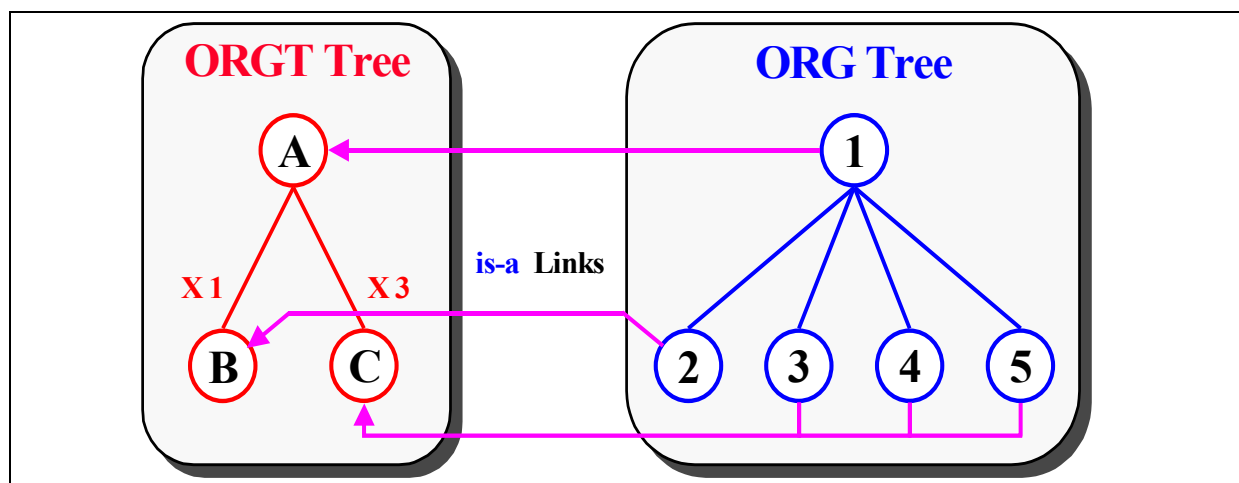 ORGT Tree
ORG Tree
A
1
is-a Links
X 1
X 3
B
C
2
3
4
5